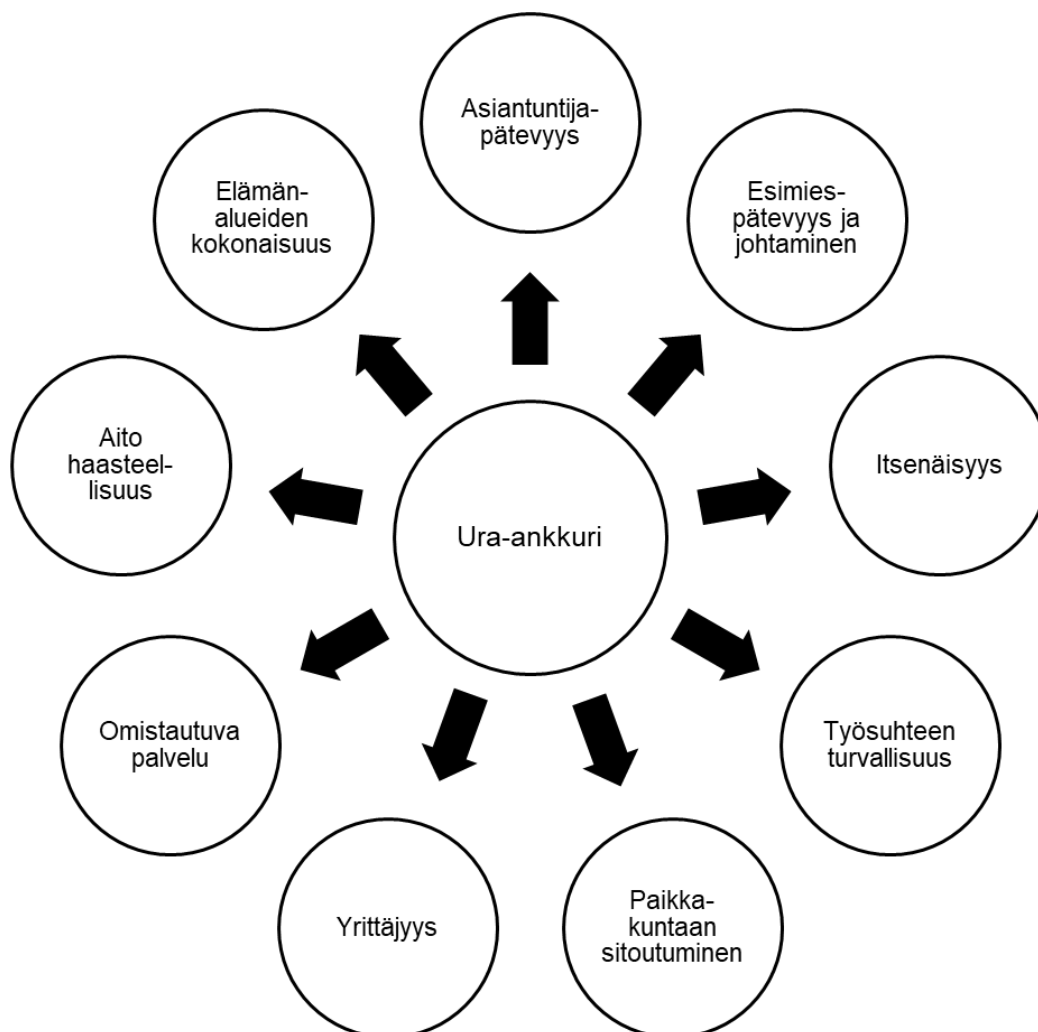 Asiantuntija-
pätevyys
Esimies-
pätevyys ja
johtaminen
Itsenäisyys
Työsuhteen
turvallisuus
Paikka-
kuntaan
sitoutuminen
Yrittäjyys
Omistautuva
palvelu
Aito
haasteel-
lisuus
Elämän-
alueiden
kokonaisuus
Ura-ankkuri